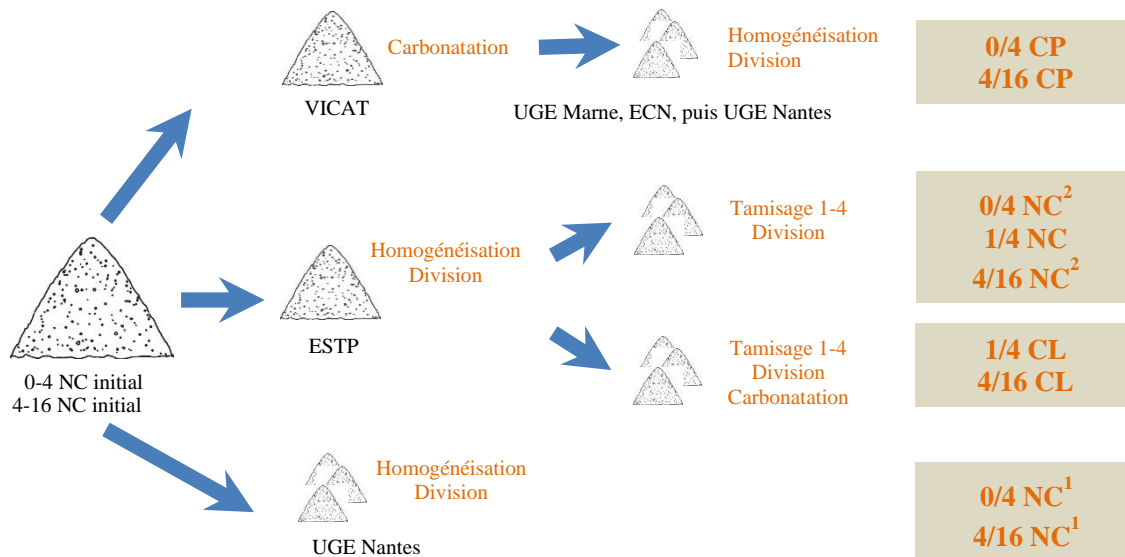 Carbonatation
VICAT
Homogénéisation
Division
UGE Marne, ECN, puis UGE Nantes
0/4 CP
4/16 CP
0-4 NC initial
4-16 NC initial
Homogénéisation
Division
ESTP
Tamisage 1-4
Division
0/4 NC²
1/4 NC
4/16 NC²
Tamisage 1-4
Division
Carbonatation
1/4 CL
4/16 CL
Homogénéisation
Division
UGE Nantes
0/4 NC¹
4/16 NC¹